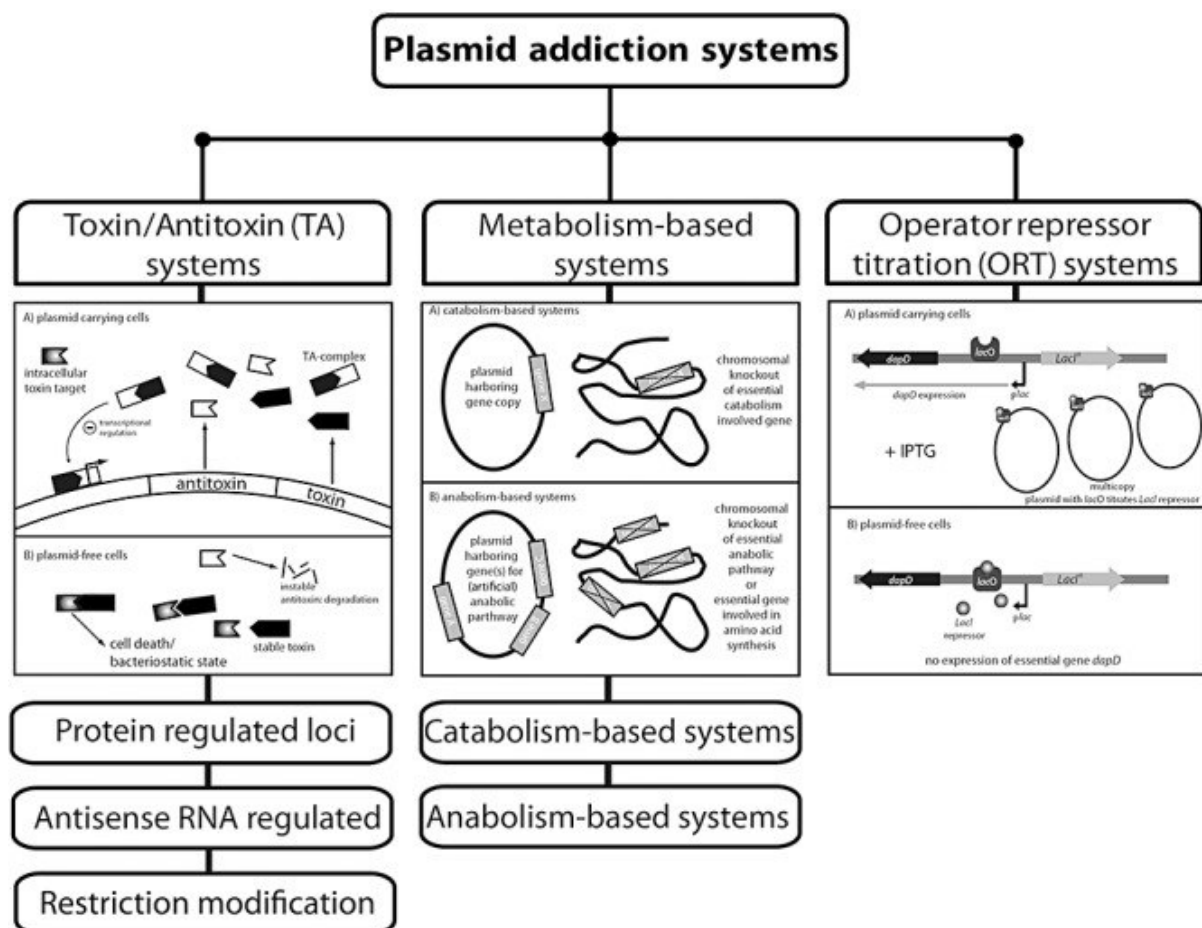 Plasmid addiction systems
Toxin/Antitoxin (TA)
systems
A) plasmid carrying cells
intracellular
toxin target
TA-complex
transcriptional
regulation
antitoxin
toxin
B) plasmid-free cells
instable
antitoxin: degradation
cell death/
bacteriostatic state
stable toxin
Protein regulated loci
Antisense RNA regulated
Restriction modification
Metabolism-based
systems
A) catabolism-based systems
plasmid
harboring
gene copy
chromosomal
knockout
of essential
catabolism
involved gene
B) anabolism-based systems
plasmid
harboring
gene(s) for
(artificial)
anabolic
parthway
chromosomal
knockout
of essential
anabolic
pathway
or
essential gene
involved in
amino acid
synthesis
Catabolism-based systems
Anabolism-based systems
Operator repressor
titration (ORT) systems
A) plasmid carrying cells
dapD
lacO
LacI
dapD expression
plac
+ IPTG
multicopy
plasmid with lacO titrates LacI repressor
B) plasmid-free cells
dapD
lacO
LacI
LacI
repressor
plac
no expression of essential gene dapD